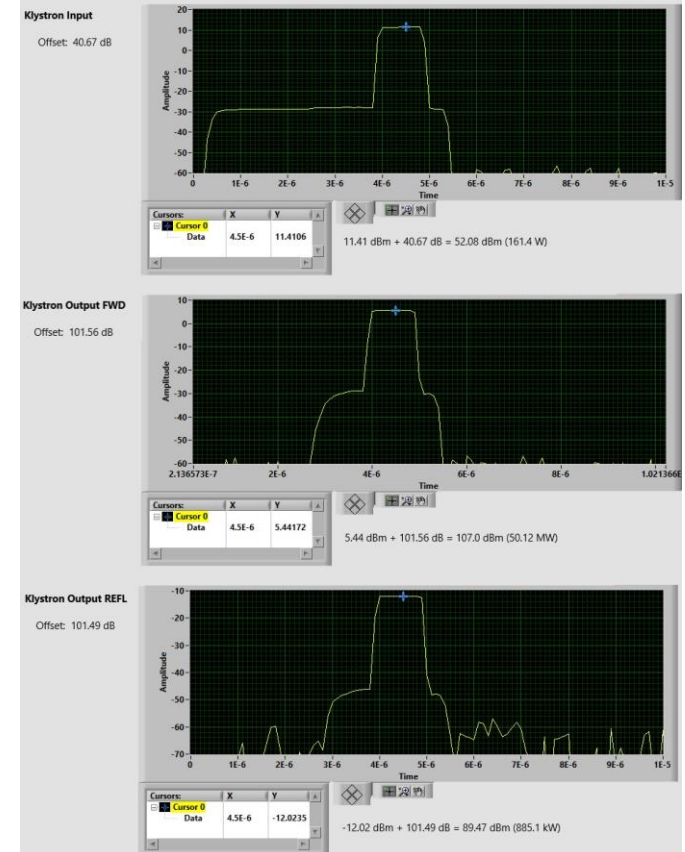 Klystron Input
Offset: 40.67 dB
Amplitude
20
10
0
-10
-20
-30
-40
-50
-60
0 1E-6 2E-6 3E-6 4E-6 5E-6 6E-6 7E-6 8E-6 9E-6 1E-5
Time
Cursors: X Y
Cursor 0
Data 4.5E-6 11.4106
11.41 dBm + 40.67 dB = 52.08 dBm (161.4 W)
Klystron Output FWD
Offset: 101.56 dB
Amplitude
10
0
-10
-20
-30
-40
-50
-60
2.136573E-7 2E-6 4E-6 6E-6 8E-6 1.021366E
Time
Cursors: X Y
Cursor 0
Data 4.5E-6 5.44172
5.44 dBm + 101.56 dB = 107.0 dBm (50.12 MW)
Klystron Output REFL
Offset: 101.49 dB
Amplitude
-10
-20
-30
-40
-50
-60
-70
0 1E-6 2E-6 3E-6 4E-6 5E-6 6E-6 7E-6 8E-6 9E-6 1E-5
Time
Cursors: X Y
Cursor 0
Data 4.5E-6 -12.0235
-12.02 dBm + 101.49 dB = 89.47 dBm (885.1 kW)